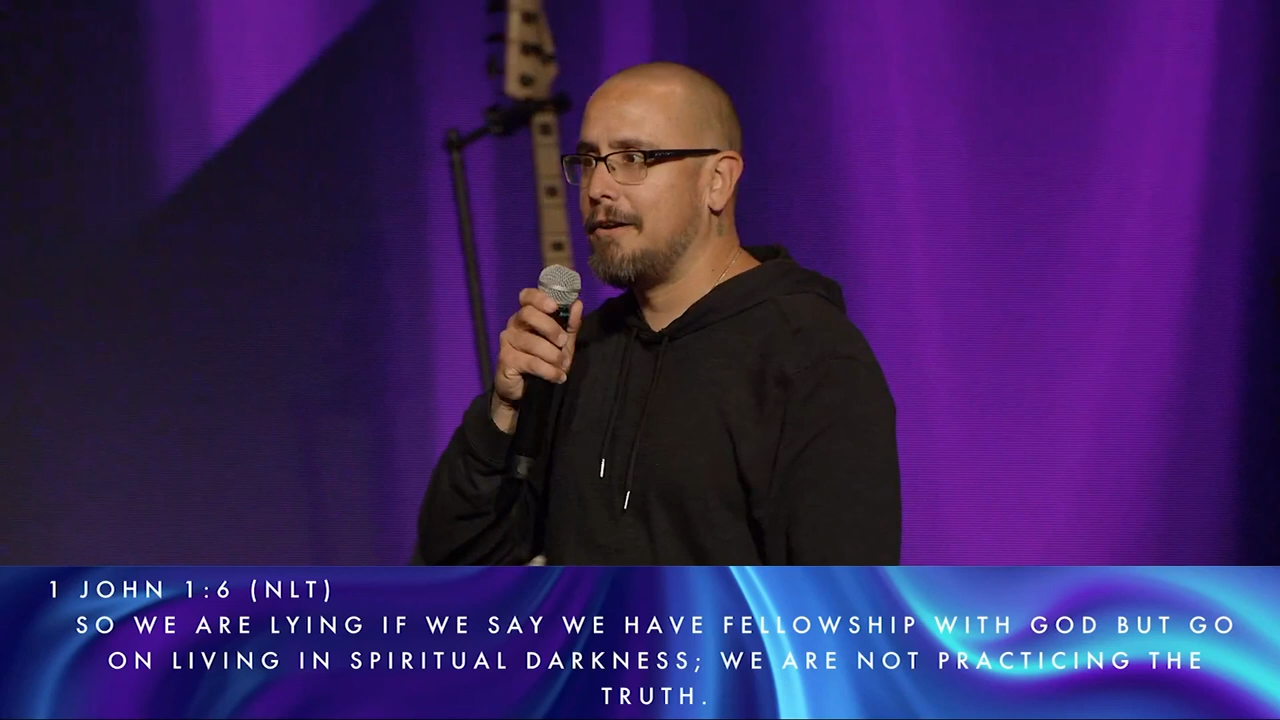 1 JOHN 1:6 (NLT)
SO WE ARE LYING IF WE SAY WE HAVE FELLOWSHIP WITH GOD BUT GO
ON LIVING IN SPIRITUAL DARKNESS; WE ARE NOT PRACTICING THE
TRUTH.